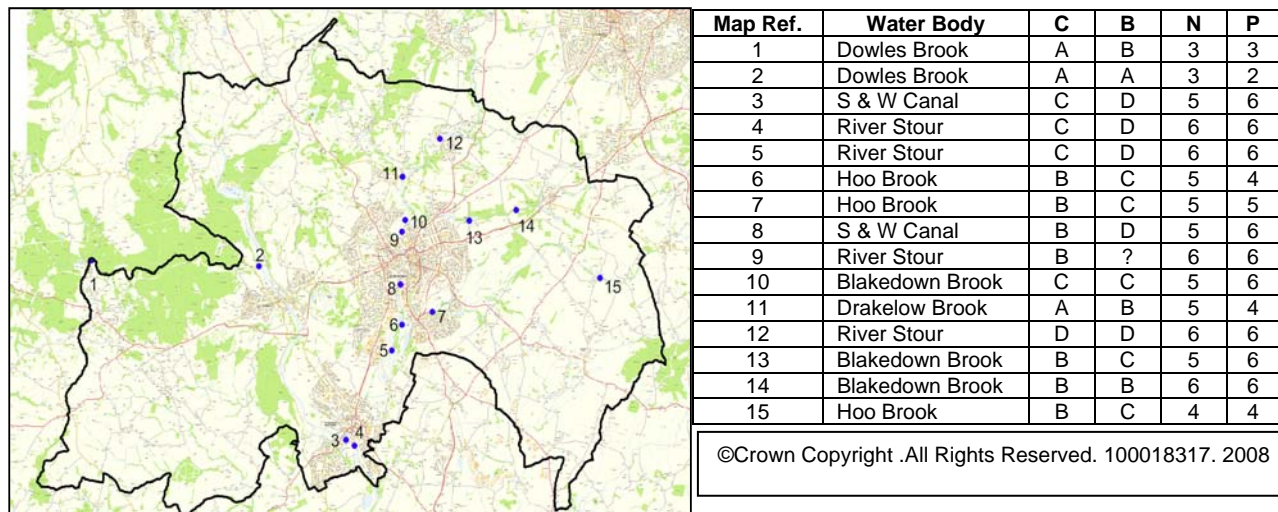 Map Ref. Water Body C B N P
1 Dowles Brook A B 3 3
2 Dowles Brook A A 3 2
3 S & W Canal C D 5 6
4 River Stour C D 6 6
5 River Stour C D 6 6
6 Hoo Brook B C 5 4
7 Hoo Brook B C 5 5
8 S & W Canal B D 5 6
9 River Stour B ? 6 6
10 Blakedown Brook C C 5 6
11 Drakelow Brook A B 5 4
12 River Stour D D 6 6
13 Blakedown Brook B C 5 6
14 Blakedown Brook B B 6 6
15 Hoo Brook B C 4 4
©Crown Copyright .All Rights Reserved. 100018317. 2008
12
11
10
9
13
14
2
1
15
8
7
6
5
3
4